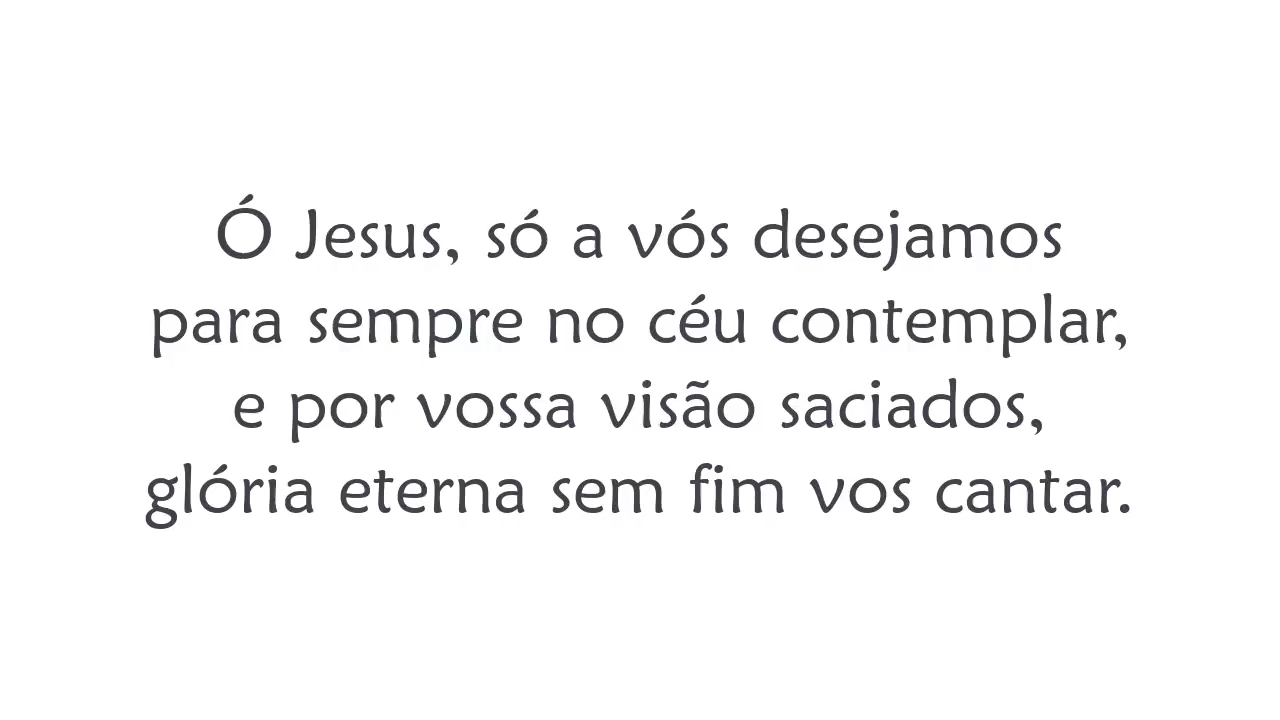 Ó Jesus, só a vós desejamos
para sempre no céu contemplar,
e por vossa visão saciados,
glória eterna sem fim vos cantar.